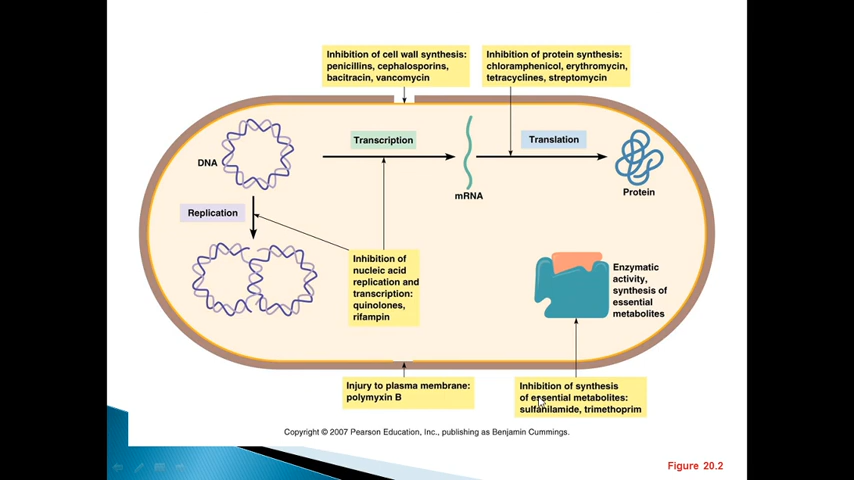 Inhibition of cell wall synthesis:
penicillins, cephalosporins,
bacitracin, vancomycin
Inhibition of protein synthesis:
chloramphenicol, erythromycin,
tetracyclines, streptomycin
Transcription
Translation
DNA
mRNA
Protein
Replication
Inhibition of
nucleic acid
replication and
transcription:
quinolones,
rifampin
Enzymatic
activity,
synthesis of
essential
metabolites
Injury to plasma membrane:
polymyxin B
Inhibition of synthesis
of essential metabolites:
sulfanilamide, trimethoprim
Copyright © 2007 Pearson Education, Inc., publishing as Benjamin Cummings.
Figure 20.2